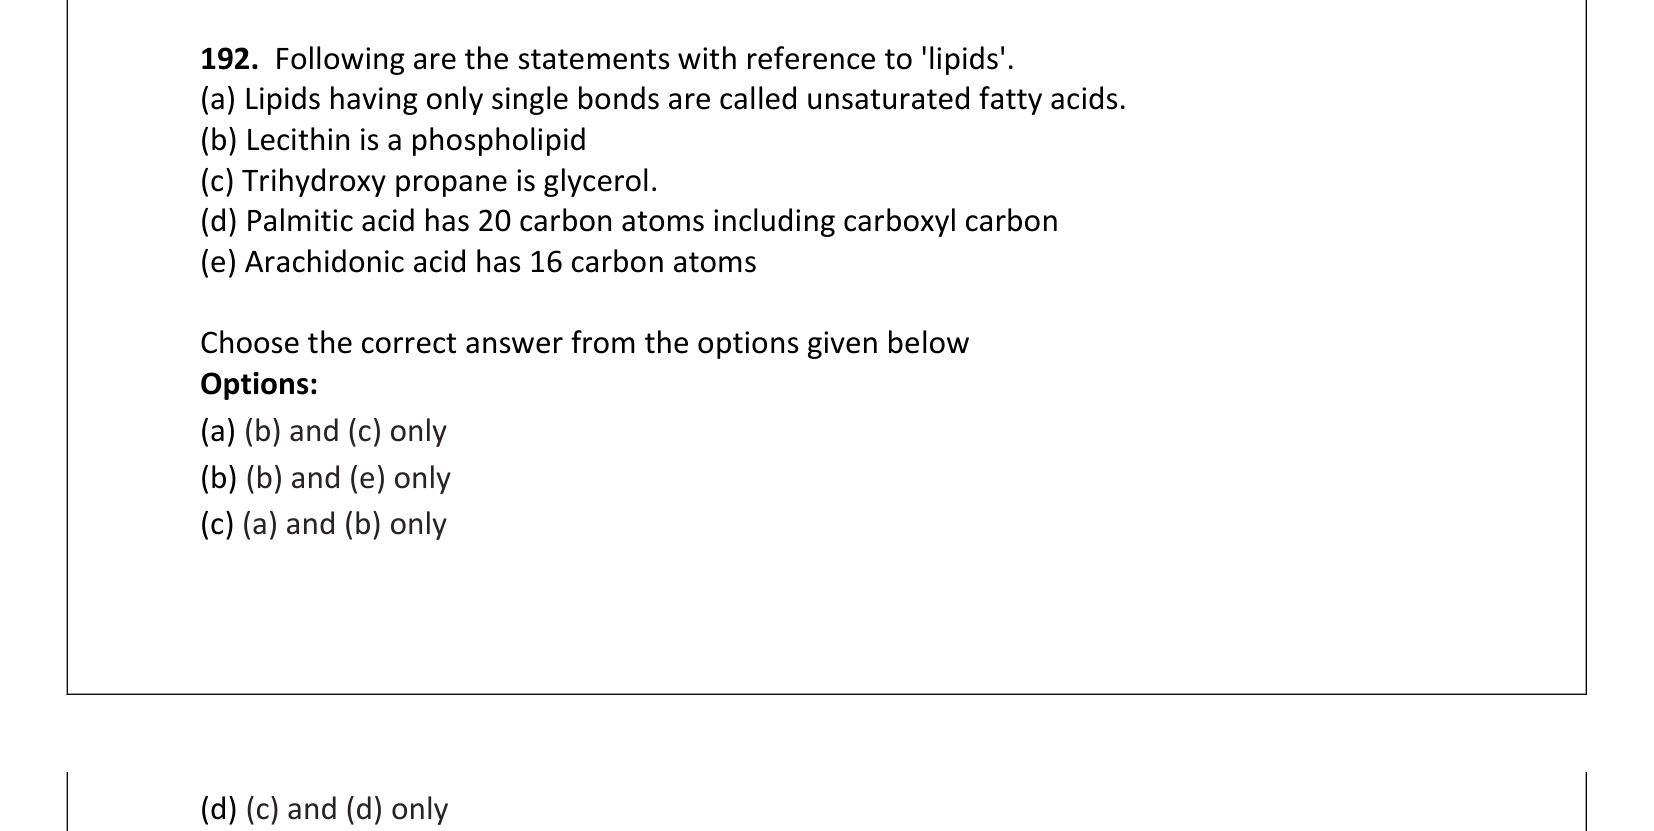 192. Following are the statements with reference to 'lipids'.
(a) Lipids having only single bonds are called unsaturated fatty acids.
(b) Lecithin is a phospholipid
(c) Trihydroxy propane is glycerol.
(d) Palmitic acid has 20 carbon atoms including carboxyl carbon
(e) Arachidonic acid has 16 carbon atoms
Choose the correct answer from the options given below
Options:
(a) (b) and (c) only
(b) (b) and (e) only
(c) (a) and (b) only
(d) (c) and (d) only